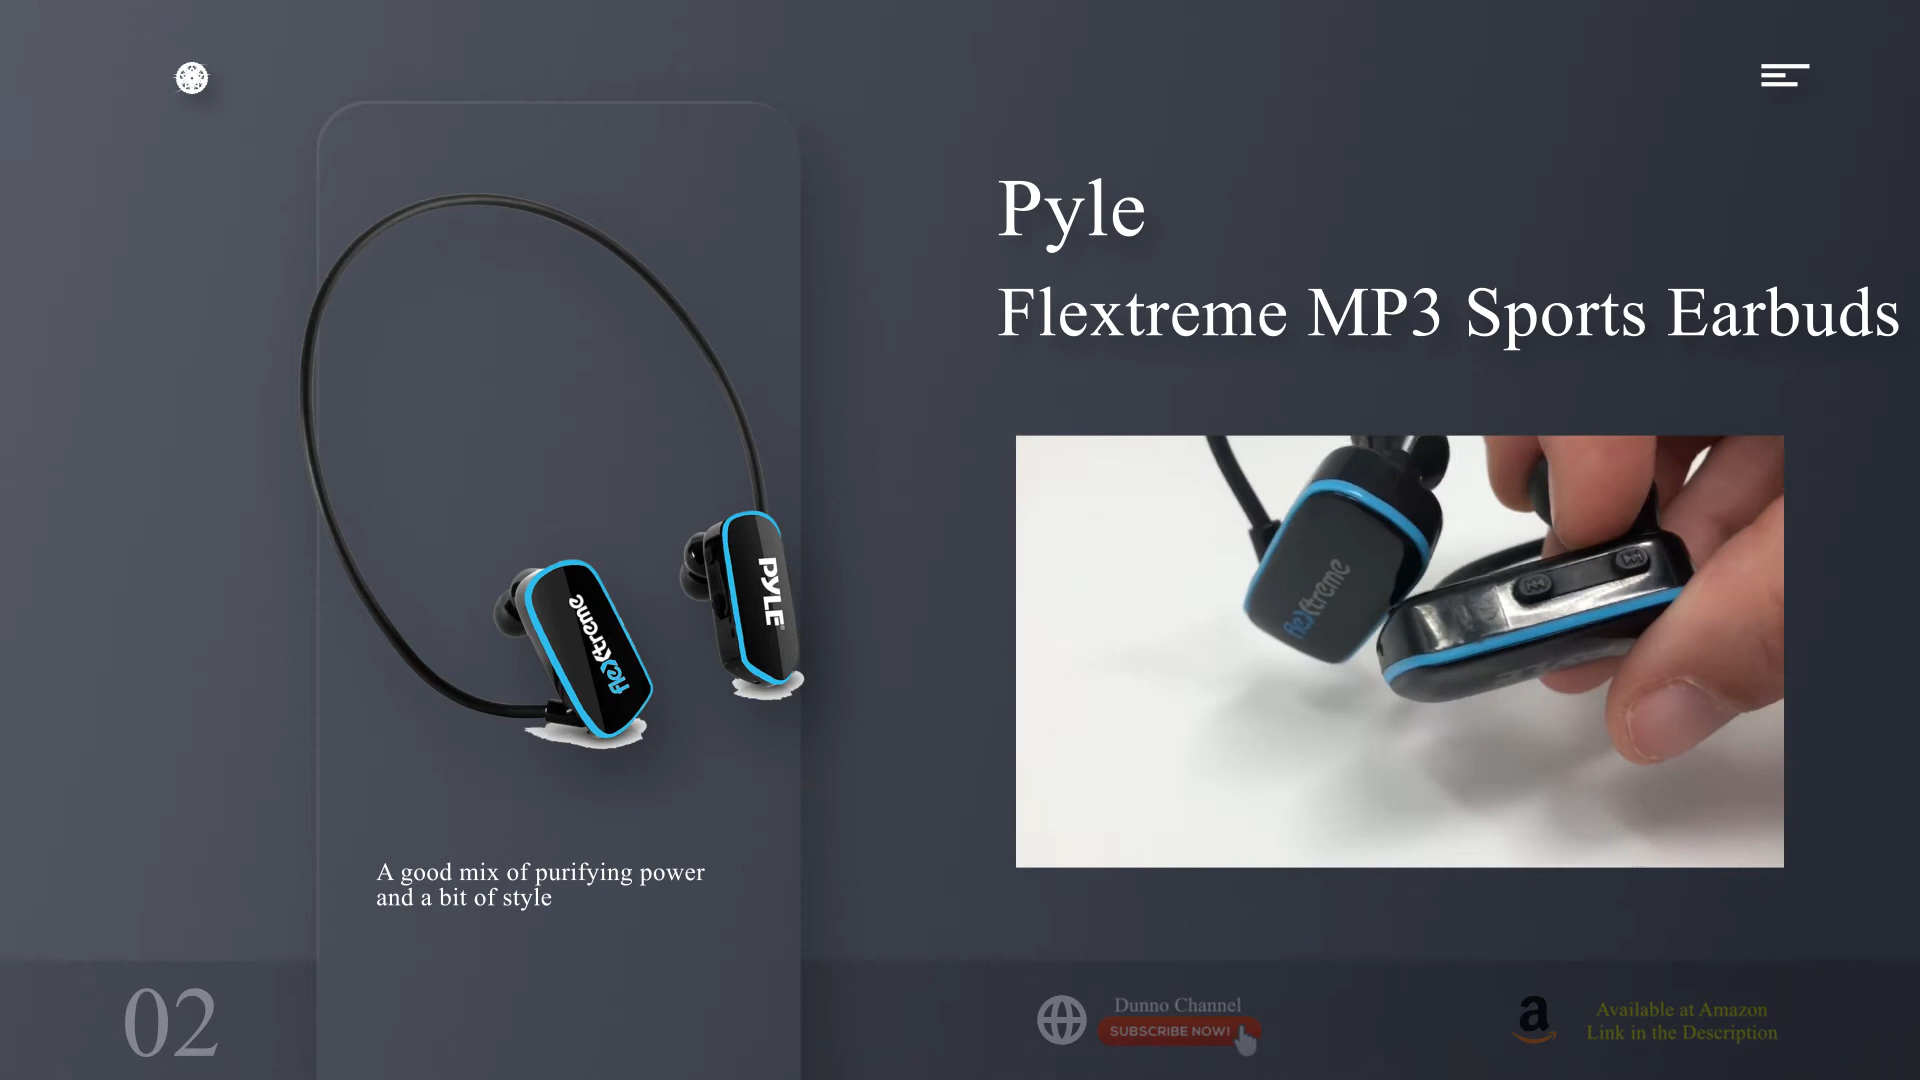 Pyle
Flextreme MP3 Sports Earbuds
flextreme
PYLE
flextreme
A good mix of purifying power
and a bit of style
02
Dunno Channel
SUBSCRIBE NOW!
a
Available at Amazon
Link in the Description